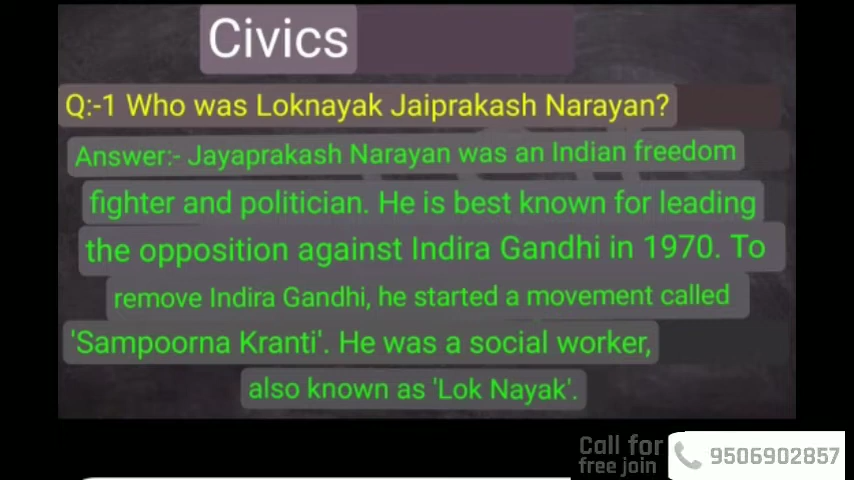 Civics
Q:-1 Who was Loknayak Jaiprakash Narayan?
Answer:- Jayaprakash Narayan was an Indian freedom
fighter and politician. He is best known for leading
the opposition against Indira Gandhi in 1970. To
remove Indira Gandhi, he started a movement called
'Sampoorna Kranti'. He was a social worker,
also known as 'Lok Nayak'.
Call for
free join
9506902857